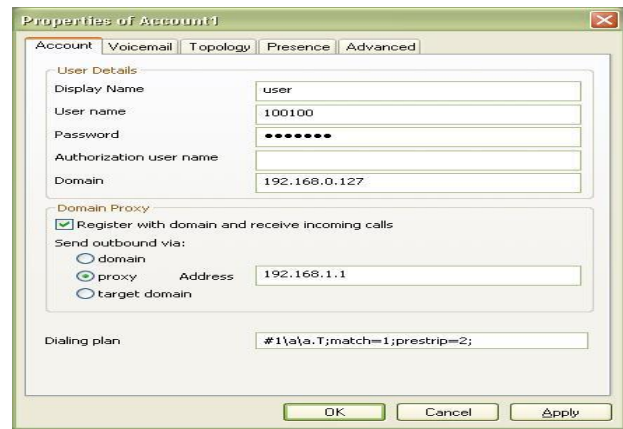 Properties of Account1
Account Voicemail Topology Presence Advanced
User Details
Display Name user
User name 100100
Password •••••••
Authorization user name
Domain 192.168.0.127
Domain Proxy
Register with domain and receive incoming calls
Send outbound via:
domain
proxy Address 192.168.1.1
target domain
Dialing plan #1\a\a.T;match=1;prestrip=2;
OK Cancel Apply